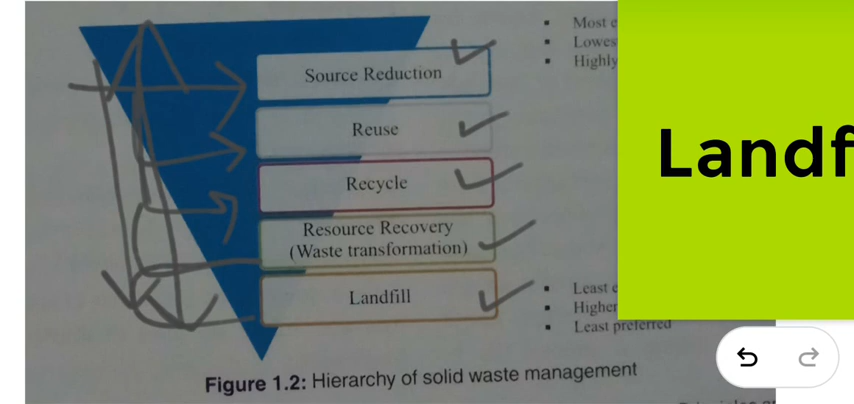 Most
Lowes
Highly
Source Reduction
Reuse
Recycle
Resource Recovery
(Waste transformation)
Landfill
Least
Higher
Least preferred
Figure 1.2: Hierarchy of solid waste management
Landf